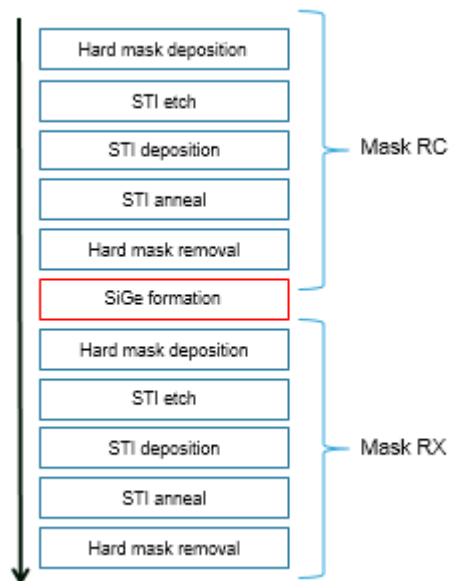 Hard mask deposition
STI etch
STI deposition
Mask RC
STI anneal
Hard mask removal
SiGe formation
Hard mask deposition
STI etch
STI deposition
Mask RX
STI anneal
Hard mask removal